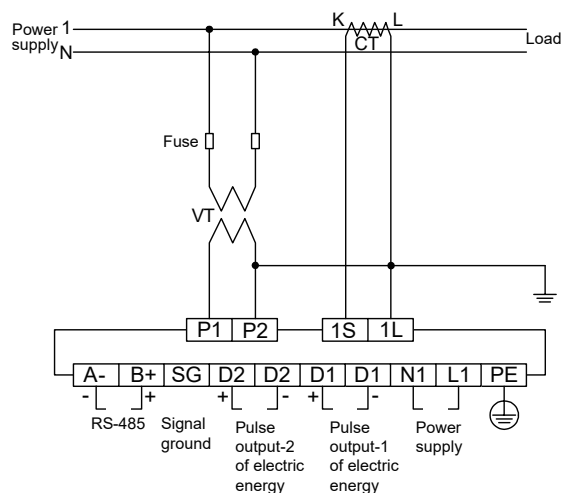 Power 1
supply N
K L
CT
Load
Fuse
VT
P1 P2 1S 1L
A- B+ SG D2 D2 D1 D1 N1 L1 PE
- + + - + -
RS-485
Signal
ground
Pulse
output-2
of electric
energy
Pulse
output-1
of electric
energy
Power
supply